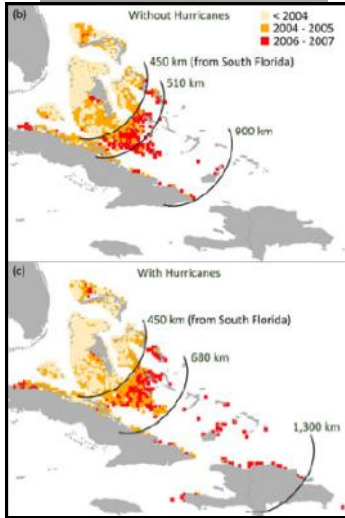 (b)
Without Hurricanes
< 2004
2004 - 2005
2006 - 2007
450 km (from South Florida)
510 km
900 km
(c)
With Hurricanes
450 km (from South Florida)
680 km
1,300 km